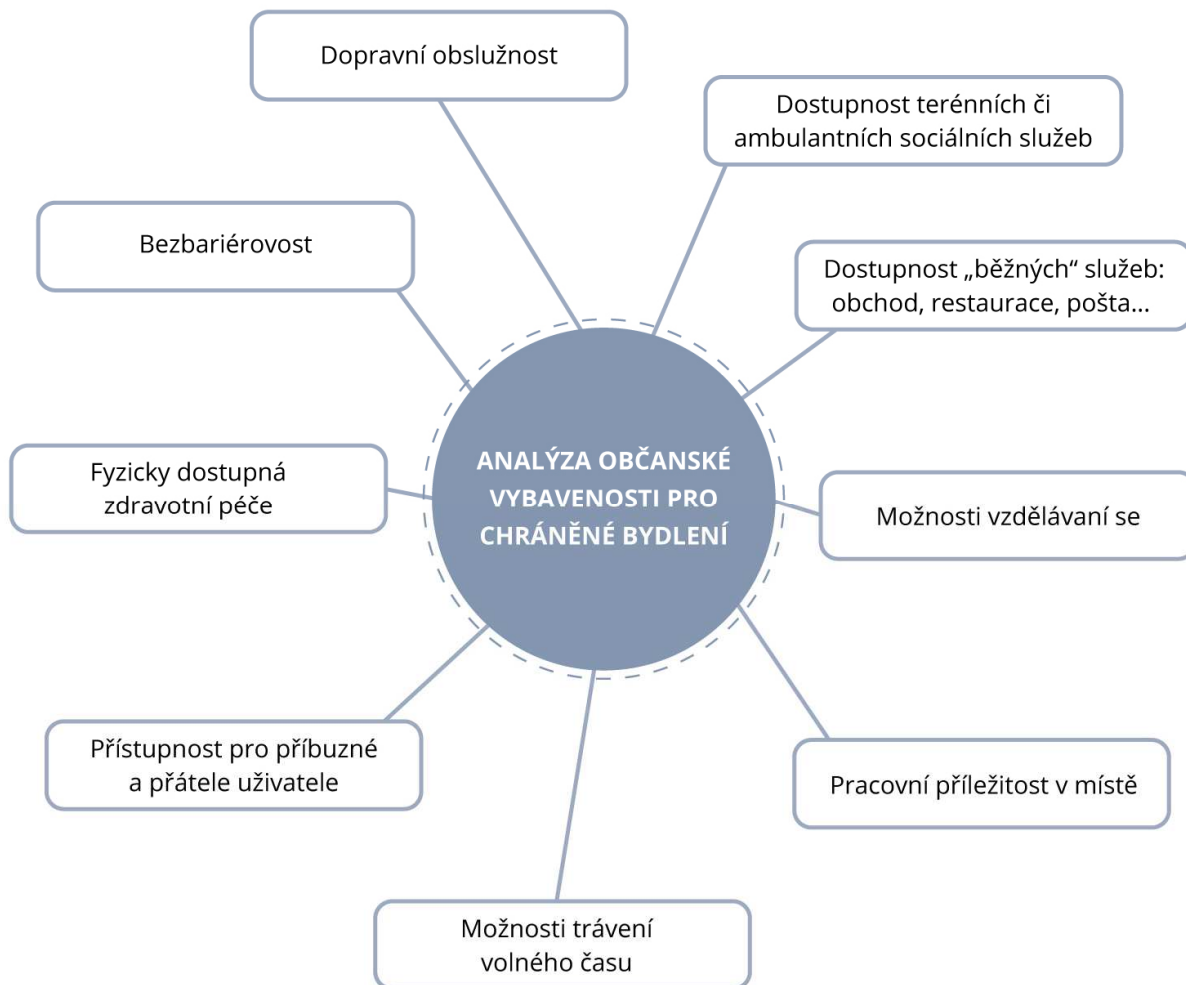 Dopravní obslužnost
Dostupnost terénních či
ambulantních sociálních služeb
Bezbariérovost
Dostupnost „běžných“ služeb:
obchod, restaurace, pošta...
Fyzicky dostupná
zdravotní péče
ANALÝZA OBČANSKÉ
VYBAVENOSTI PRO
CHRÁNĚNÉ BYDLENÍ
Možnosti vzdělávaní se
Přístupnost pro příbuzné
a přátele uživatele
Pracovní příležitost v místě
Možnosti trávení
volného času